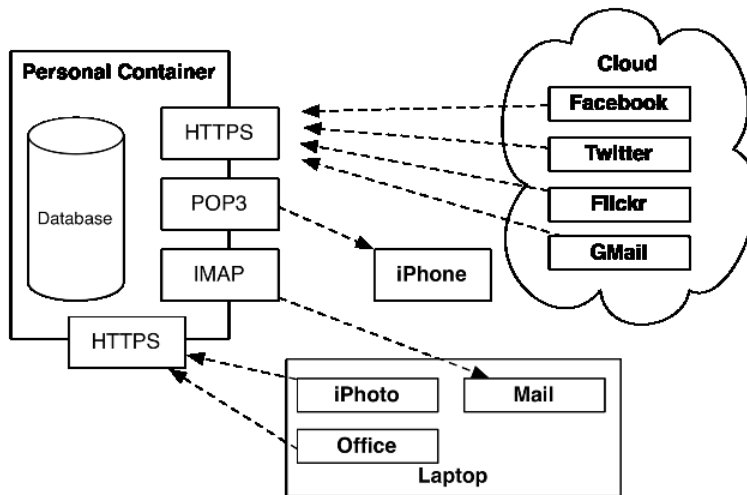 Personal Container
Cloud
Facebook
HTTPS
Twitter
POP3
Flickr
Database
GMail
IMAP
iPhone
HTTPS
iPhoto
Mail
Office
Laptop